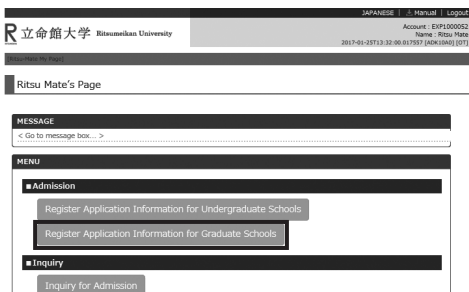 JAPANESE | Manual | Logout
立命館大学 Ritsumeikan University
Account : EXP1000052
Name : Ritsu Mate
2017-01-25T13:32:00.017557 [ADK10A0] [OT]
[Ritsu-Mate My Page]
Ritsu Mate's Page
MESSAGE
< Go to message box... >
MENU
■Admission
Register Application Information for Undergraduate Schools
Register Application Information for Graduate Schools
■Inquiry
Inquiry for Admission